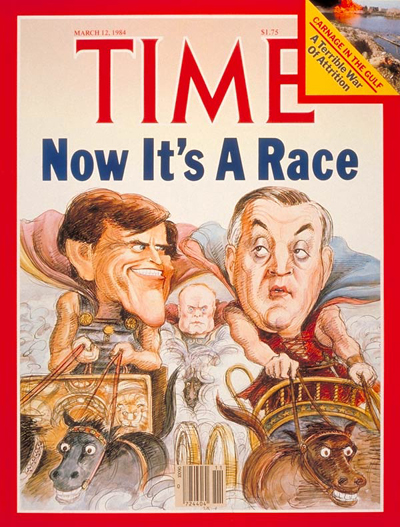 MARCH 12, 1984
$1.75
CARNAGE IN THE GULF
A Terrible War
Of Attrition
TIME
Now It's A Race